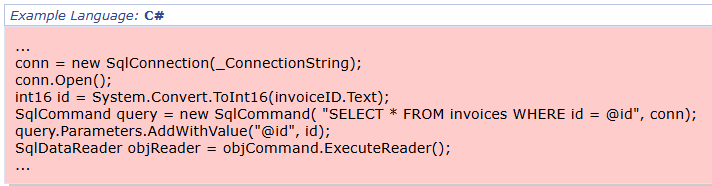 Example Language: C#
...
conn = new SqlConnection(_ConnectionString);
conn.Open();
int16 id = System.Convert.ToInt16(invoiceID.Text);
SqlCommand query = new SqlCommand( "SELECT * FROM invoices WHERE id = @id", conn);
query.Parameters.AddWithValue("@id", id);
SqlDataReader objReader = objCommand.ExecuteReader();
...